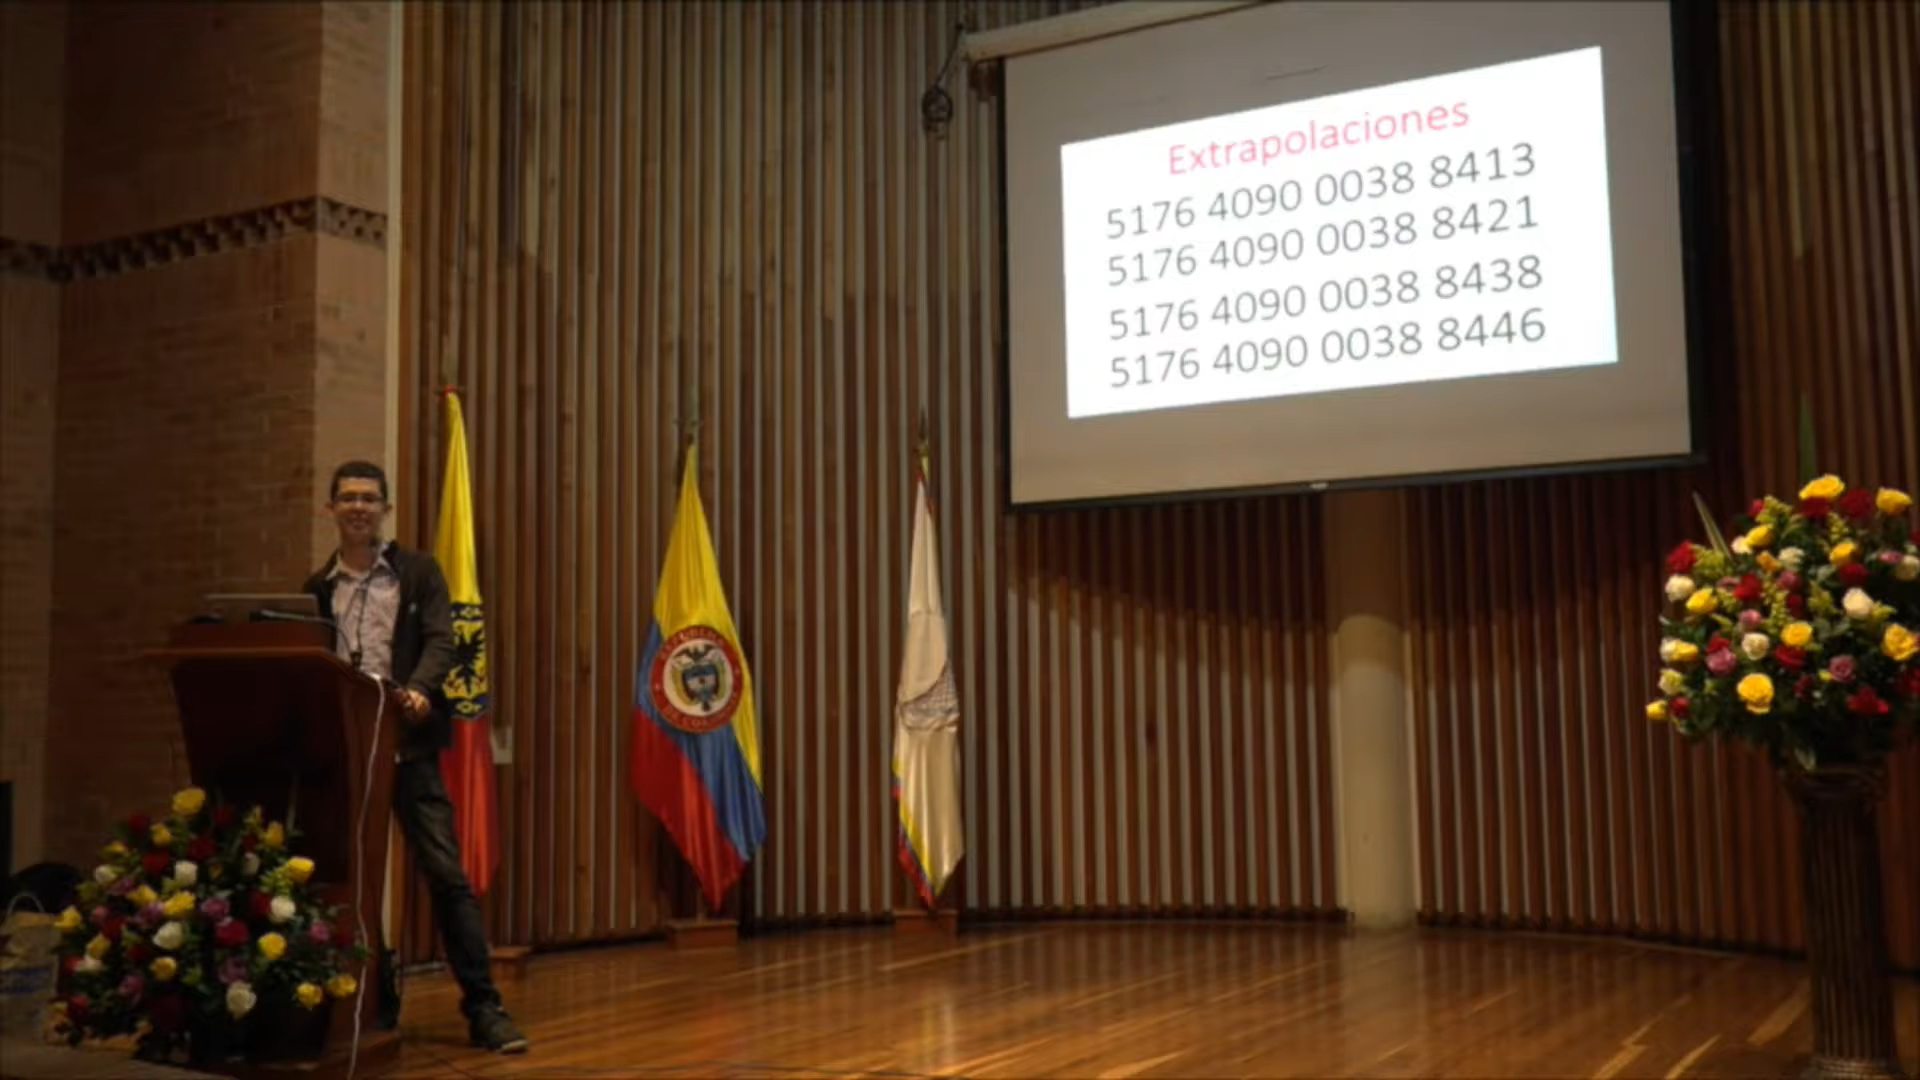 Extrapolaciones
5176 4090 0038 8413
5176 4090 0038 8421
5176 4090 0038 8438
5176 4090 0038 8446